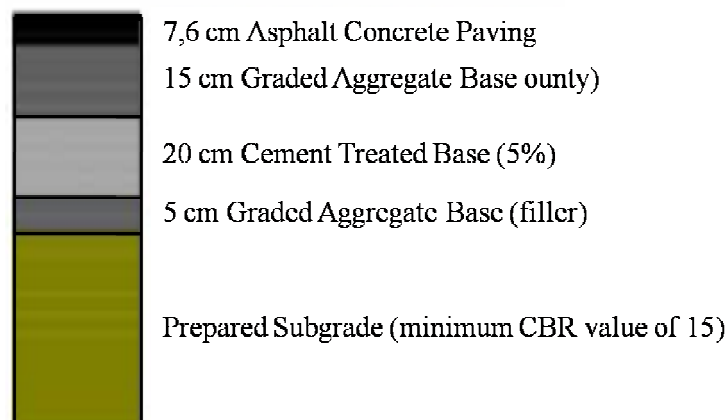 7,6 cm Asphalt Concrete Paving
15 cm Graded Aggregate Base ounty)
20 cm Cement Treated Base (5%)
5 cm Graded Aggregate Base (filler)
Prepared Subgrade (minimum CBR value of 15)